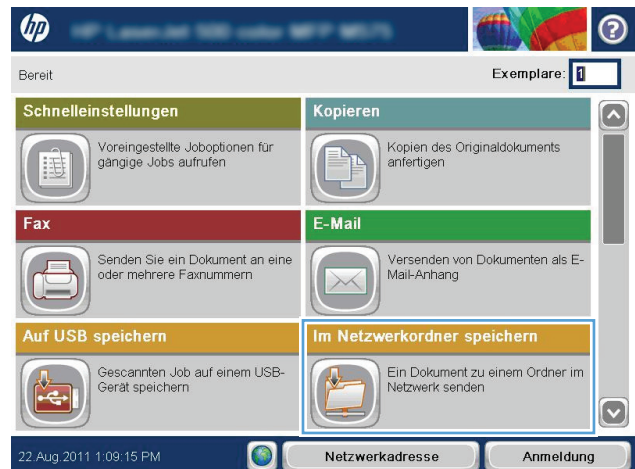 hp
Bereit
Exemplare: 1
Schnelleinstellungen
Voreingestellte Joboptionen für
gängige Jobs aufrufen
Kopieren
Kopien des Originaldokuments
anfertigen
Fax
Senden Sie ein Dokument an eine
oder mehrere Faxnummern
E-Mail
Versenden von Dokumenten als E-
Mail-Anhang
Auf USB speichern
Gescannten Job auf einem USB-
Gerät speichern
Im Netzwerkordner speichern
Ein Dokument zu einem Ordner im
Netzwerk senden
22.Aug.2011 1:09:15 PM
Netzwerkadresse
Anmeldung